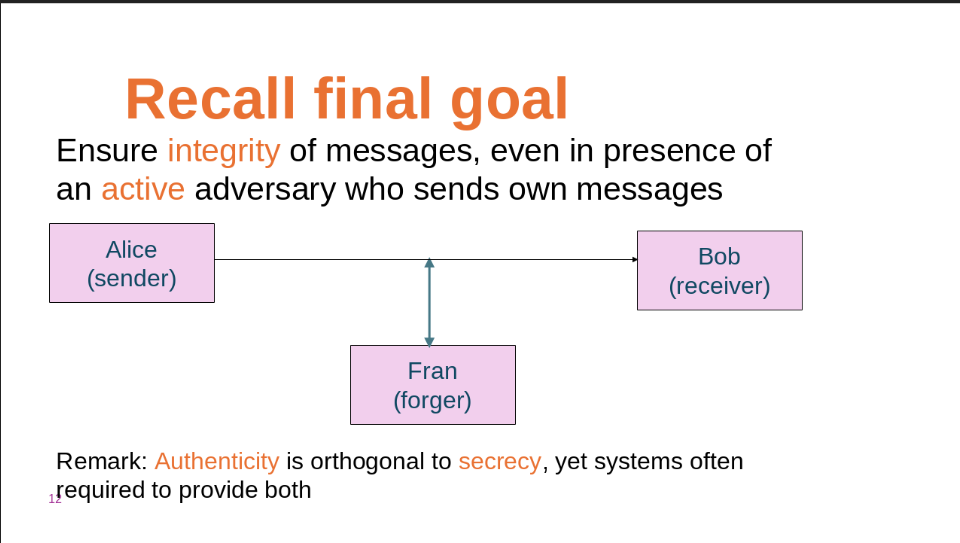 Recall final goal
Ensure integrity of messages, even in presence of
an active adversary who sends own messages
Alice
(sender)
Bob
(receiver)
Fran
(forger)
Remark: Authenticity is orthogonal to secrecy, yet systems often
required to provide both
12